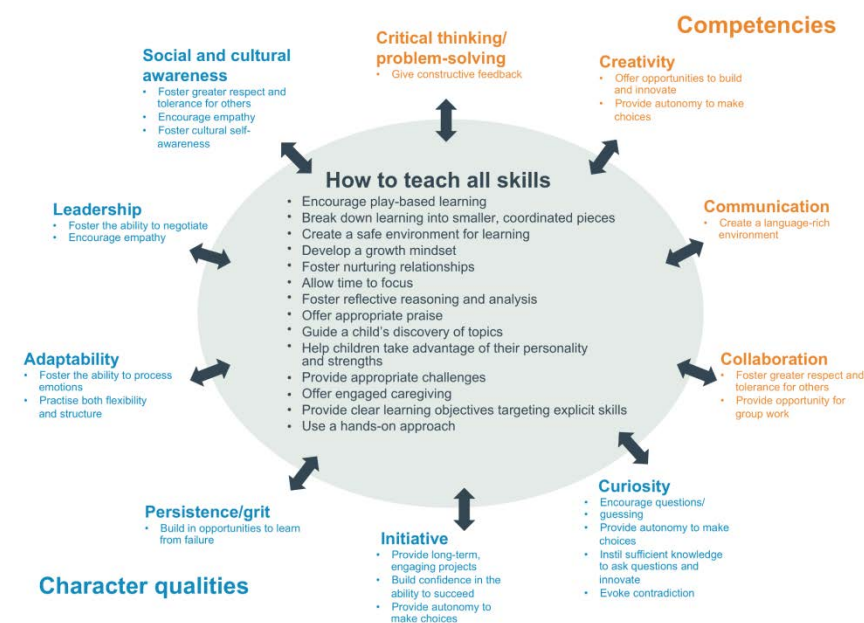 Competencies
Critical thinking/
problem-solving
• Give constructive feedback
Creativity
• Offer opportunities to build
and innovate
• Provide autonomy to make
choices
Communication
• Create a language-rich
environment
Collaboration
• Foster greater respect and
tolerance for others
• Provide opportunity for
group work
Curiosity
• Encourage questions/
• guessing
• Provide autonomy to make
choices
• Instil sufficient knowledge
to ask questions and
innovate
• Evoke contradiction
Initiative
• Provide long-term,
engaging projects
• Build confidence in the
ability to succeed
• Provide autonomy to
make choices
Persistence/grit
• Build in opportunities to learn
from failure
Adaptability
• Foster the ability to process
emotions
• Practise both flexibility
and structure
Leadership
• Foster the ability to negotiate
• Encourage empathy
Social and cultural
awareness
• Foster greater respect and
tolerance for others
• Encourage empathy
• Foster cultural self-
awareness
Character qualities
How to teach all skills
• Encourage play-based learning
• Break down learning into smaller, coordinated pieces
• Create a safe environment for learning
• Develop a growth mindset
• Foster nurturing relationships
• Allow time to focus
• Foster reflective reasoning and analysis
• Offer appropriate praise
• Guide a child's discovery of topics
• Help children take advantage of their personality
and strengths
• Provide appropriate challenges
• Offer engaged caregiving
• Provide clear learning objectives targeting explicit skills
• Use a hands-on approach